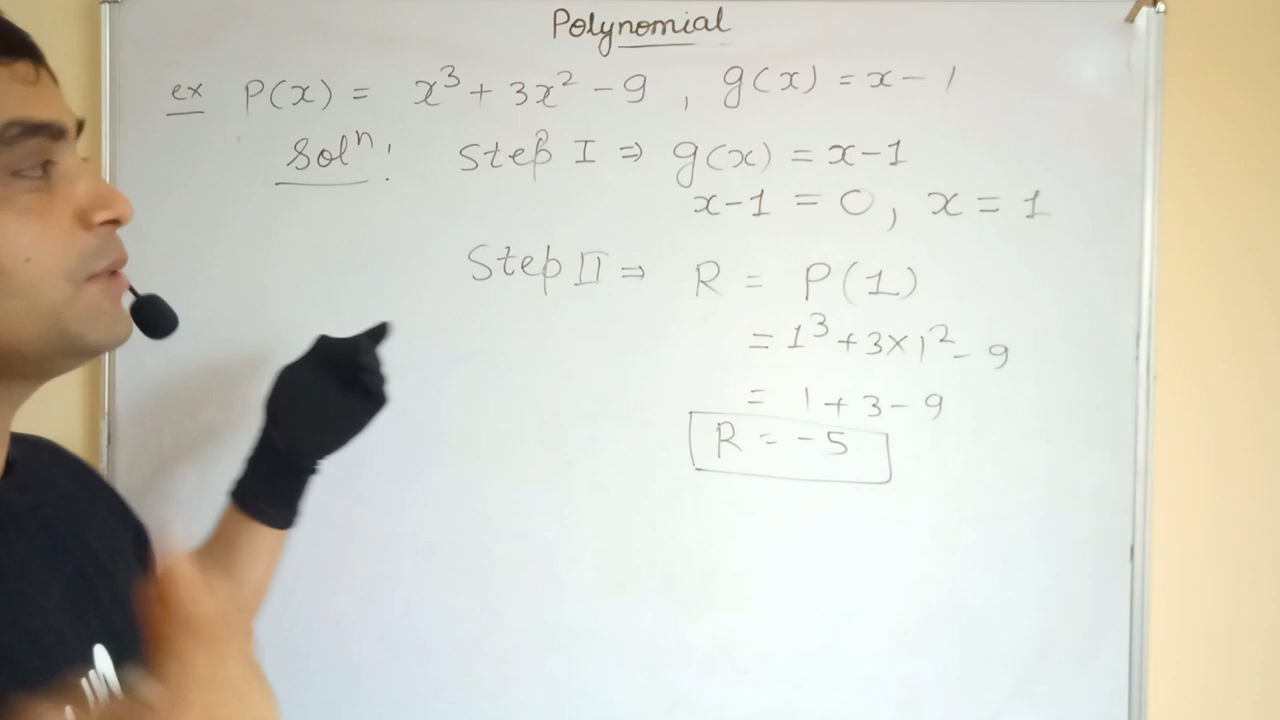 Polynomial
ex P(x) = x³ + 3x² - 9 , g(x) = x - 1
Solⁿ: Step I ⇒ g(x) = x-1
x-1 = 0, x = 1
Step II ⇒ R = P(1)
= 1³ + 3×1² - 9
= 1 + 3 - 9
R = -5